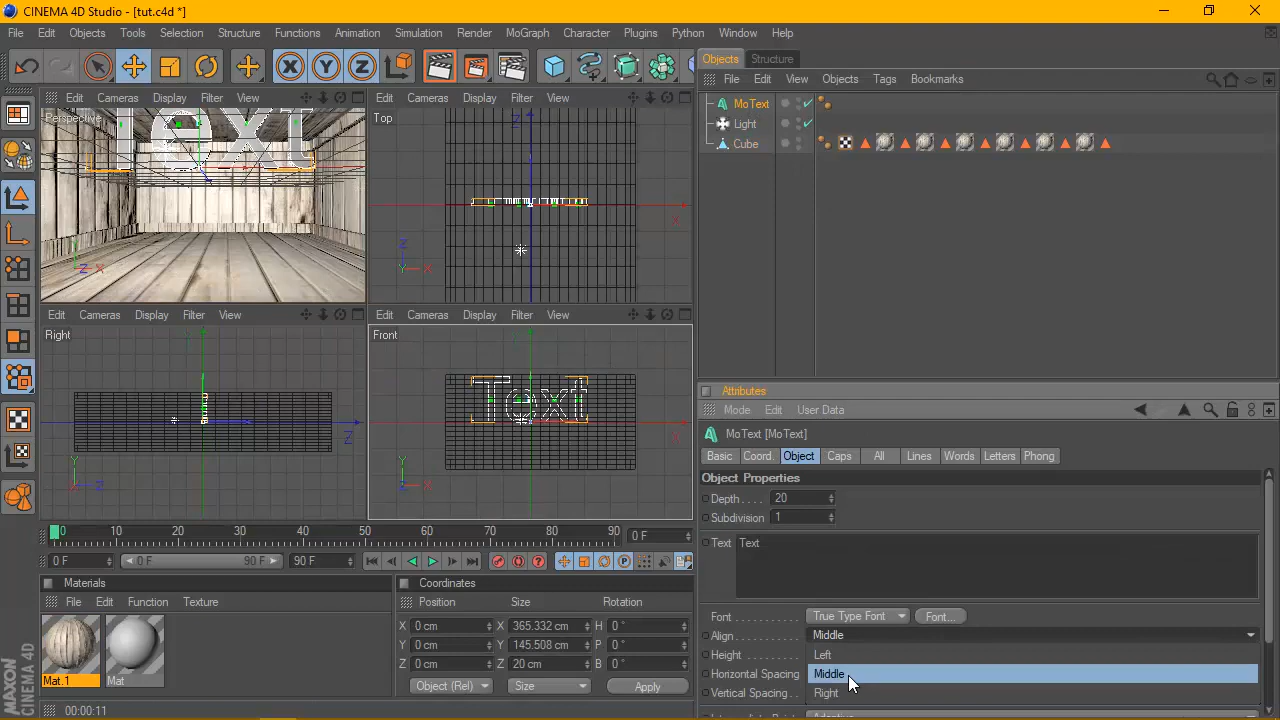 CINEMA 4D Studio - [tut.c4d *]
File Edit Objects Tools Selection Structure Functions Animation Simulation Render MoGraph Character Plugins Python Window Help
X Y Z
Objects Structure
File Edit View Objects Tags Bookmarks
MoText
Light
Cube
Edit Cameras Display Filter View
Perspective
Text
Y
Z X
Edit Cameras Display Filter View
Top
Z
X
Z
Y X
Edit Cameras Display Filter View
Right
Z
Y
X Z
Edit Cameras Display Filter View
Front
Text
X
Y
Z X
Attributes
Mode Edit User Data
MoText [MoText]
Basic Coord. Object Caps All Lines Words Letters Phong
Object Properties
Depth . . . . 20
Subdivision 1
Text Text
Font True Type Font Font...
Align Middle
Height Left
Horizontal Spacing Middle
Vertical Spacing Right
0 10 20 30 40 50 60 70 80 90 0 F
0 F 0 F 90 F 90 F
Materials
File Edit Function Texture
Mat.1 Mat
Coordinates
Position Size Rotation
X 0 cm X 365.332 cm H 0 °
Y 0 cm Y 145.508 cm P 0 °
Z 0 cm Z 20 cm B 0 °
Object (Rel) Size Apply
MAXON CINEMA 4D
00:00:11